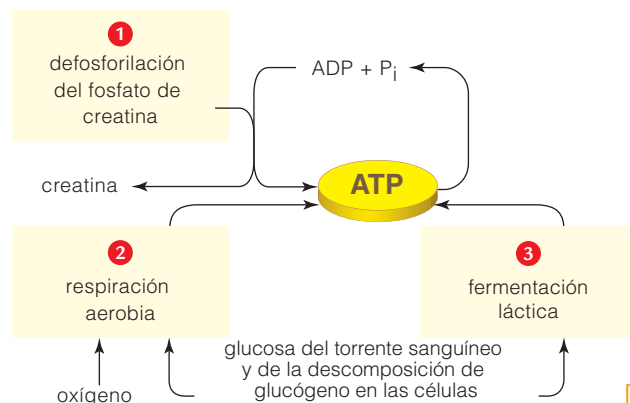 1
defosforilación
del fosfato de
creatina
ADP + Pi
creatina
ATP
2
respiración
aerobia
3
fermentación
láctica
glucosa del torrente sanguíneo
y de la descomposición de
glucógeno en las células
oxígeno